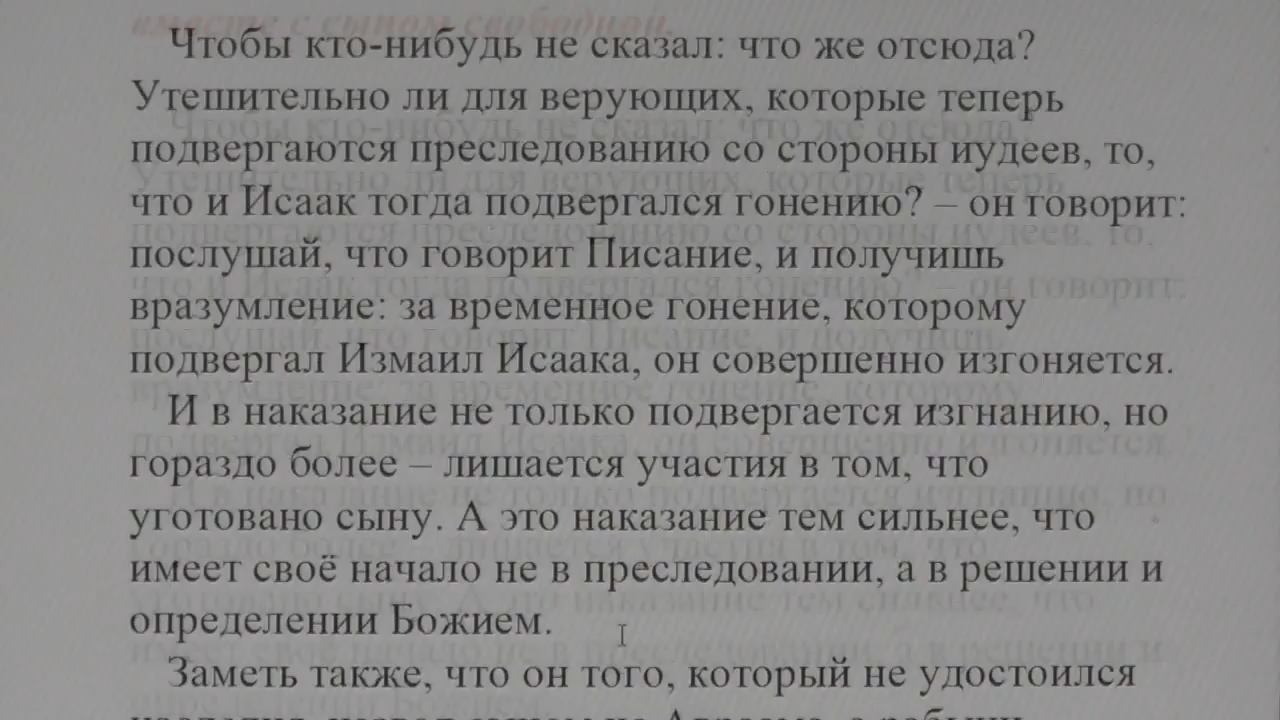 вместе с сыном свободной.
Чтобы кто-нибудь не сказал: что же отсюда?
Утешительно ли для верующих, которые теперь
подвергаются преследованию со стороны иудеев, то,
что и Исаак тогда подвергался гонению? – он говорит:
послушай, что говорит Писание, и получишь
вразумление: за временное гонение, которому
подвергал Измаил Исаака, он совершенно изгоняется.
И в наказание не только подвергается изгнанию, но
гораздо более – лишается участия в том, что
уготовано сыну. А это наказание тем сильнее, что
имеет своё начало не в преследовании, а в решении и
определении Божием.
Заметь также, что он того, который не удостоился